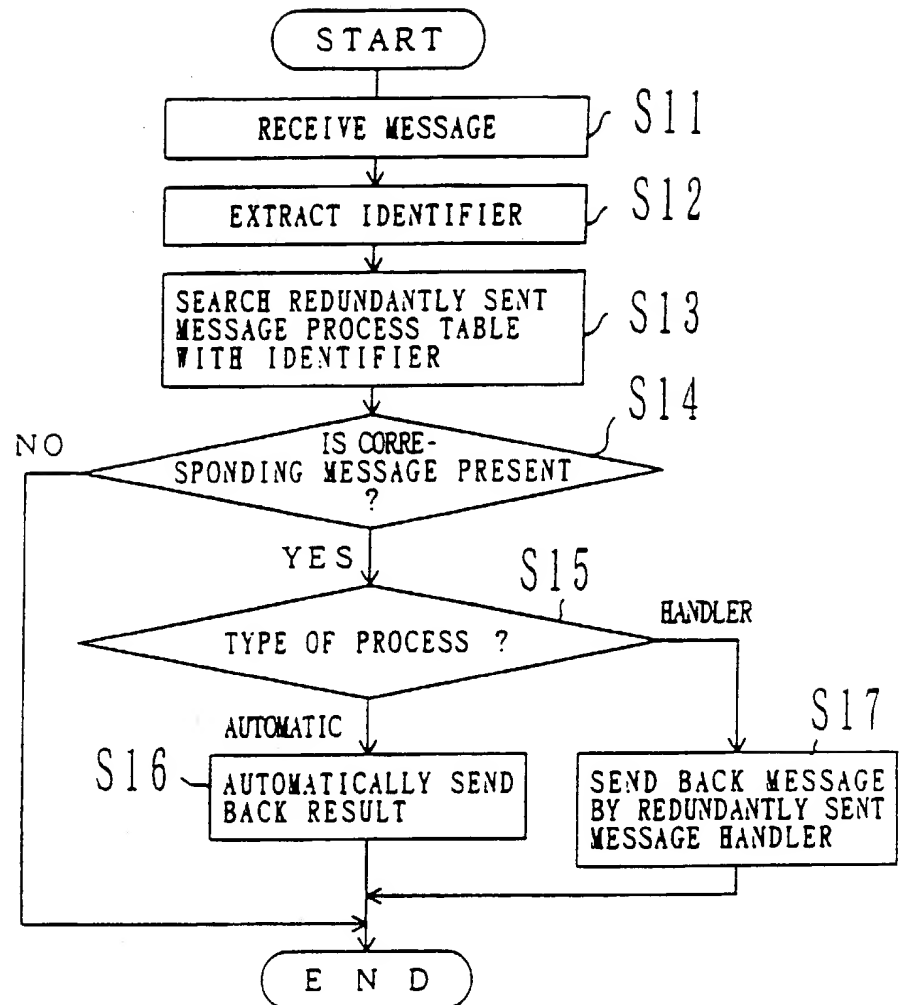 START
RECEIVE MESSAGE
S11
EXTRACT IDENTIFIER
S12
SEARCH REDUNDANTLY SENT
MESSAGE PROCESS TABLE
WITH IDENTIFIER
S13
S14
NO
IS CORRE-
SPONDING MESSAGE PRESENT
?
YES
S15
TYPE OF PROCESS ?
HANDLER
AUTOMATIC
S16
AUTOMATICALLY SEND
BACK RESULT
S17
SEND BACK MESSAGE
BY REDUNDANTLY SENT
MESSAGE HANDLER
END